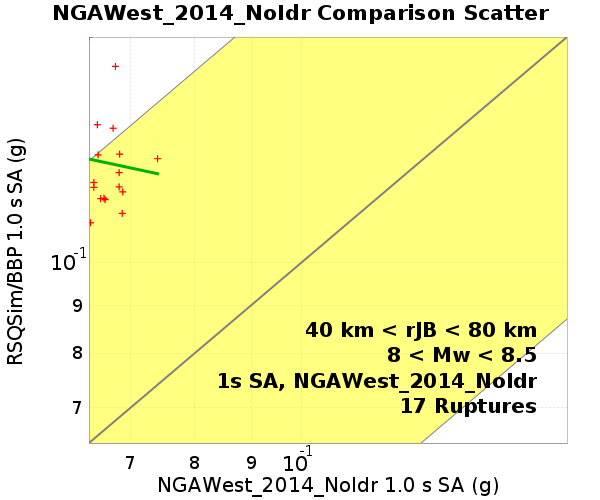 NGAWest_2014_NoIdr Comparison Scatter
RSQSim/BBP 1.0 s SA (g)
10-1
9
8
7
40 km < rJB < 80 km
8 < Mw < 8.5
1s SA, NGAWest_2014_NoIdr
17 Ruptures
7 8 9 10-1
NGAWest_2014_NoIdr 1.0 s SA (g)